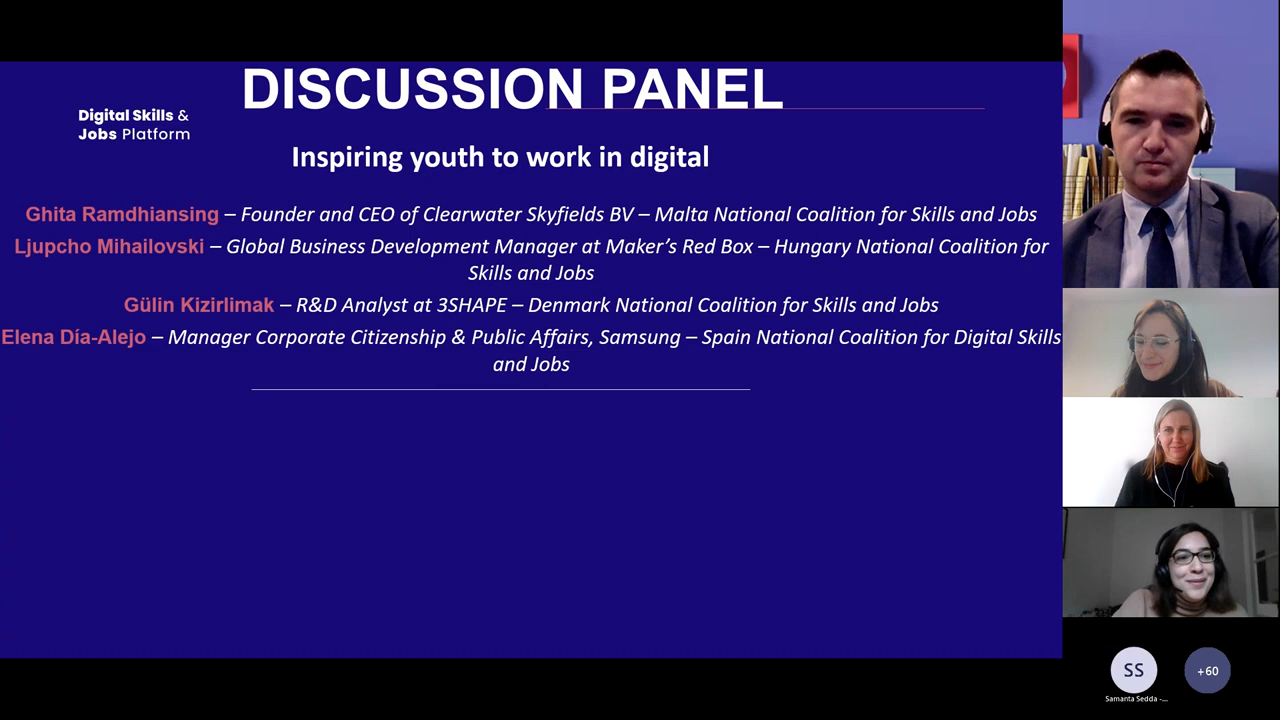 DISCUSSION PANEL
Digital Skills &
Jobs Platform
Inspiring youth to work in digital
Ghita Ramdhiansing – Founder and CEO of Clearwater Skyfields BV – Malta National Coalition for Skills and Jobs
Ljupcho Mihailovski – Global Business Development Manager at Maker's Red Box – Hungary National Coalition for
Skills and Jobs
Gülin Kizirlimak – R&D Analyst at 3SHAPE – Denmark National Coalition for Skills and Jobs
Elena Día-Alejo – Manager Corporate Citizenship & Public Affairs, Samsung – Spain National Coalition for Digital Skills
and Jobs
SS
+60
Samanta Sedda -...